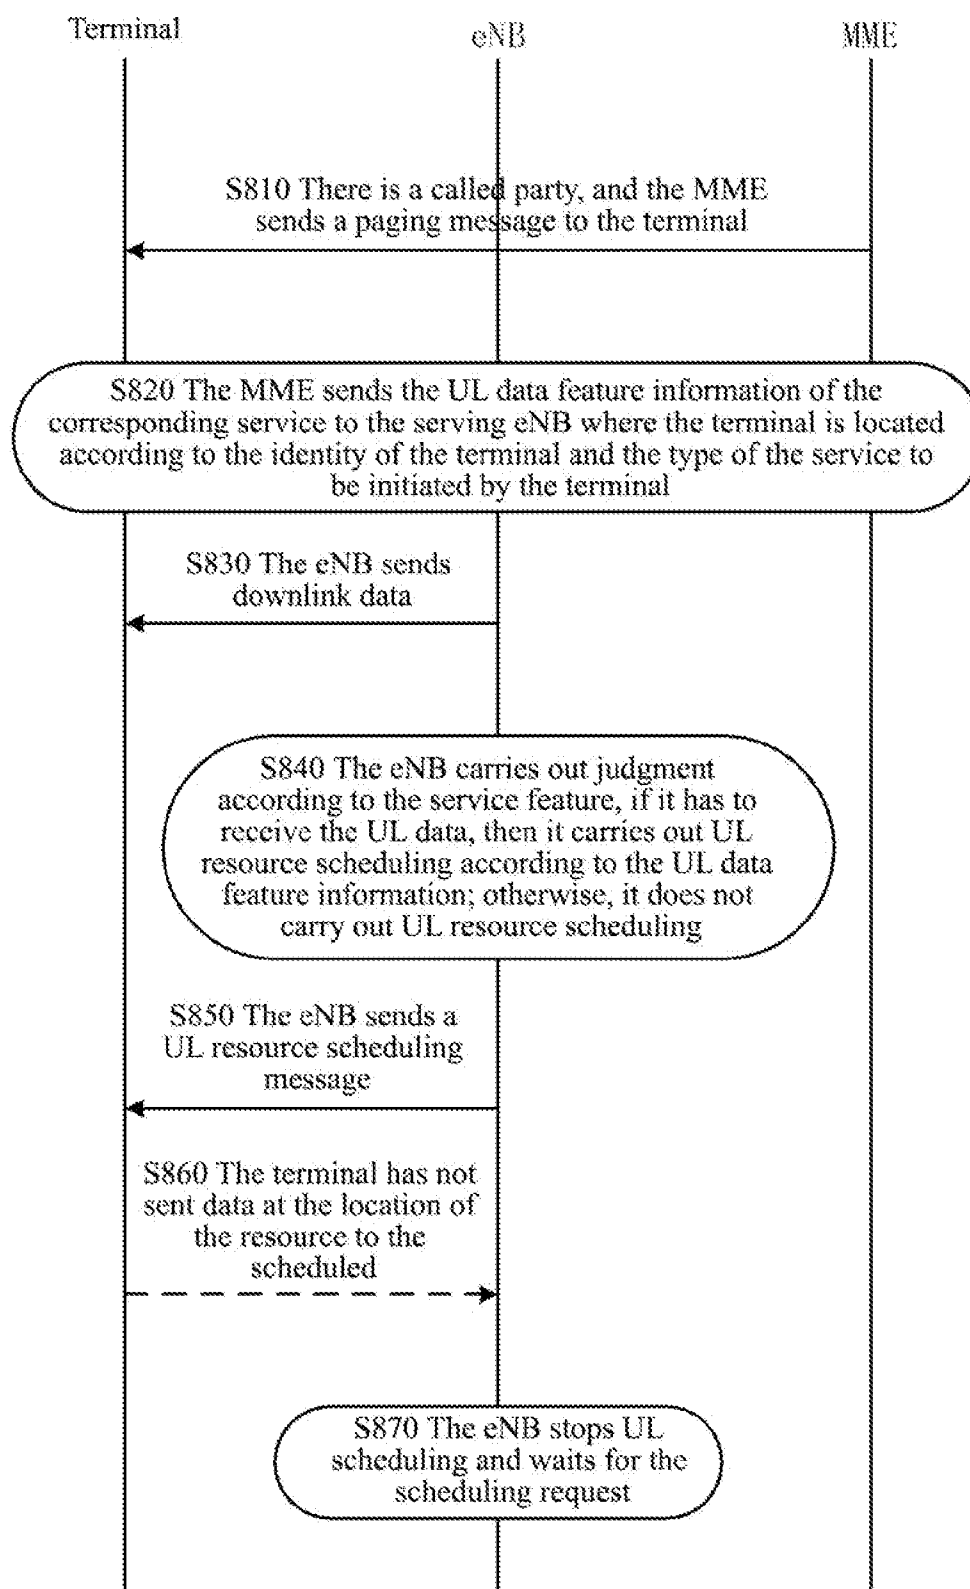 Terminal
eNB
MME
S810 There is a called party, and the MME
sends a paging message to the terminal
S820 The MME sends the UL data feature information of the
corresponding service to the serving eNB where the terminal is located
according to the identity of the terminal and the type of the service to
be initiated by the terminal
S830 The eNB sends
downlink data
S840 The eNB carries out judgment
according to the service feature, if it has to
receive the UL data, then it carries out UL
resource scheduling according to the UL data
feature information; otherwise, it does not
carry out UL resource scheduling
S850 The eNB sends a
UL resource scheduling
message
S860 The terminal has not
sent data at the location of
the resource to the
scheduled
S870 The eNB stops UL
scheduling and waits for the
scheduling request